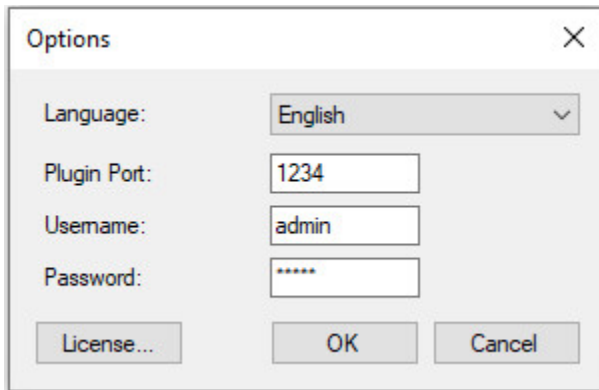 Options
Language: English
Plugin Port: 1234
Username: admin
Password: *****
License... OK Cancel